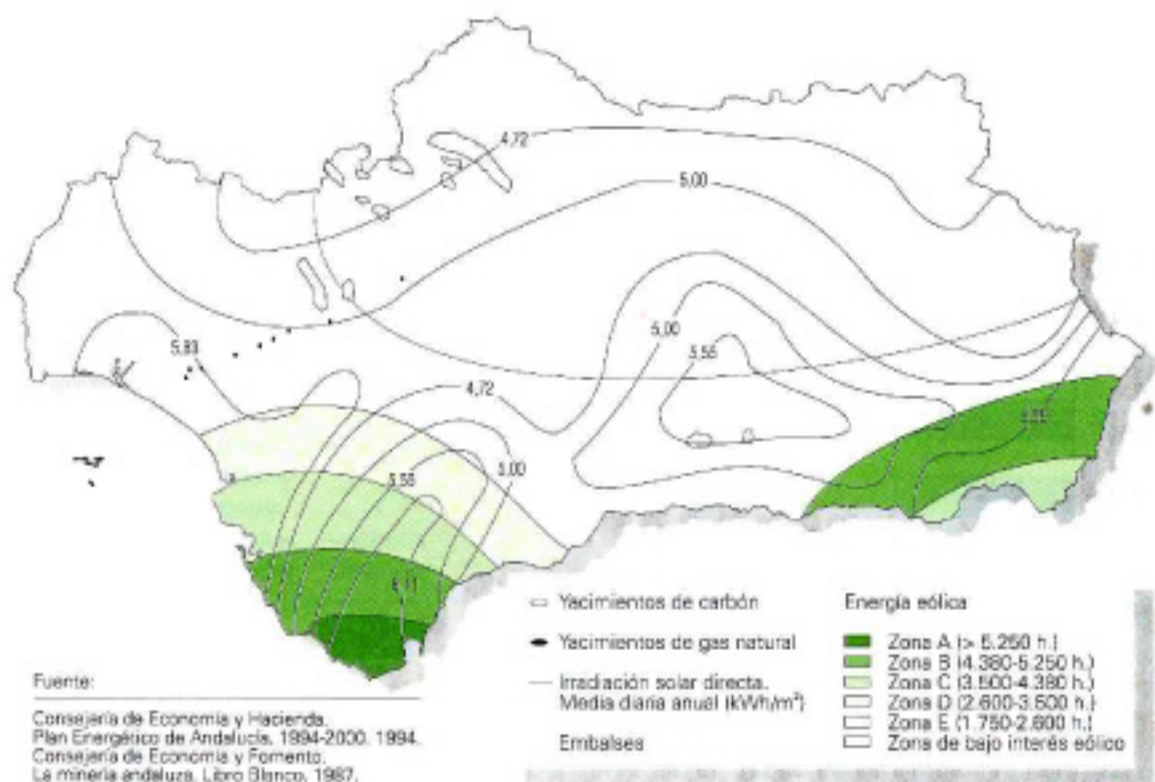 4,72
5,00
5,83
5,00
5,55
4,72
5,00
5,55
6,11
Yacimientos de carbón
Yacimientos de gas natural
Irradiación solar directa.
Media diaria anual (kWh/m²)
Embalses
Energía eólica
Zona A (> 5.250 h.)
Zona B (4.380-5.250 h.)
Zona C (3.500-4.380 h.)
Zona D (2.600-3.500 h.)
Zona E (1.750-2.600 h.)
Zona de bajo interés eólico
Fuente:
Consejería de Economía y Hacienda.
Plan Energético de Andalucía. 1994-2000. 1994.
Consejería de Economía y Fomento.
La minería andaluza. Libro Blanco. 1987.